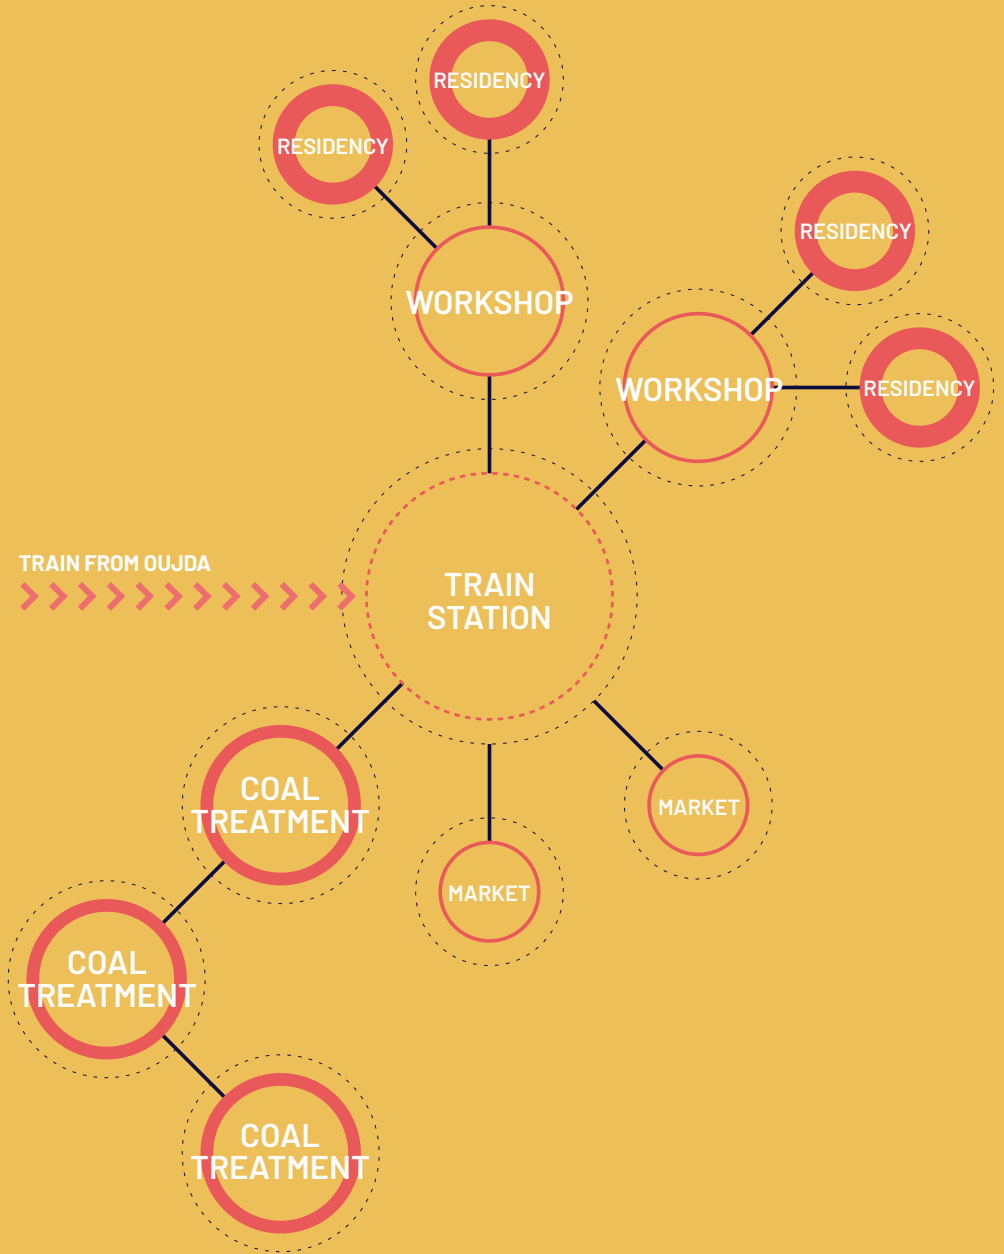 RESIDENCY
RESIDENCY
RESIDENCY
WORKSHOP
WORKSHOP
RESIDENCY
TRAIN FROM OUJDA
TRAIN
STATION
COAL
TREATMENT
MARKET
MARKET
COAL
TREATMENT
COAL
TREATMENT